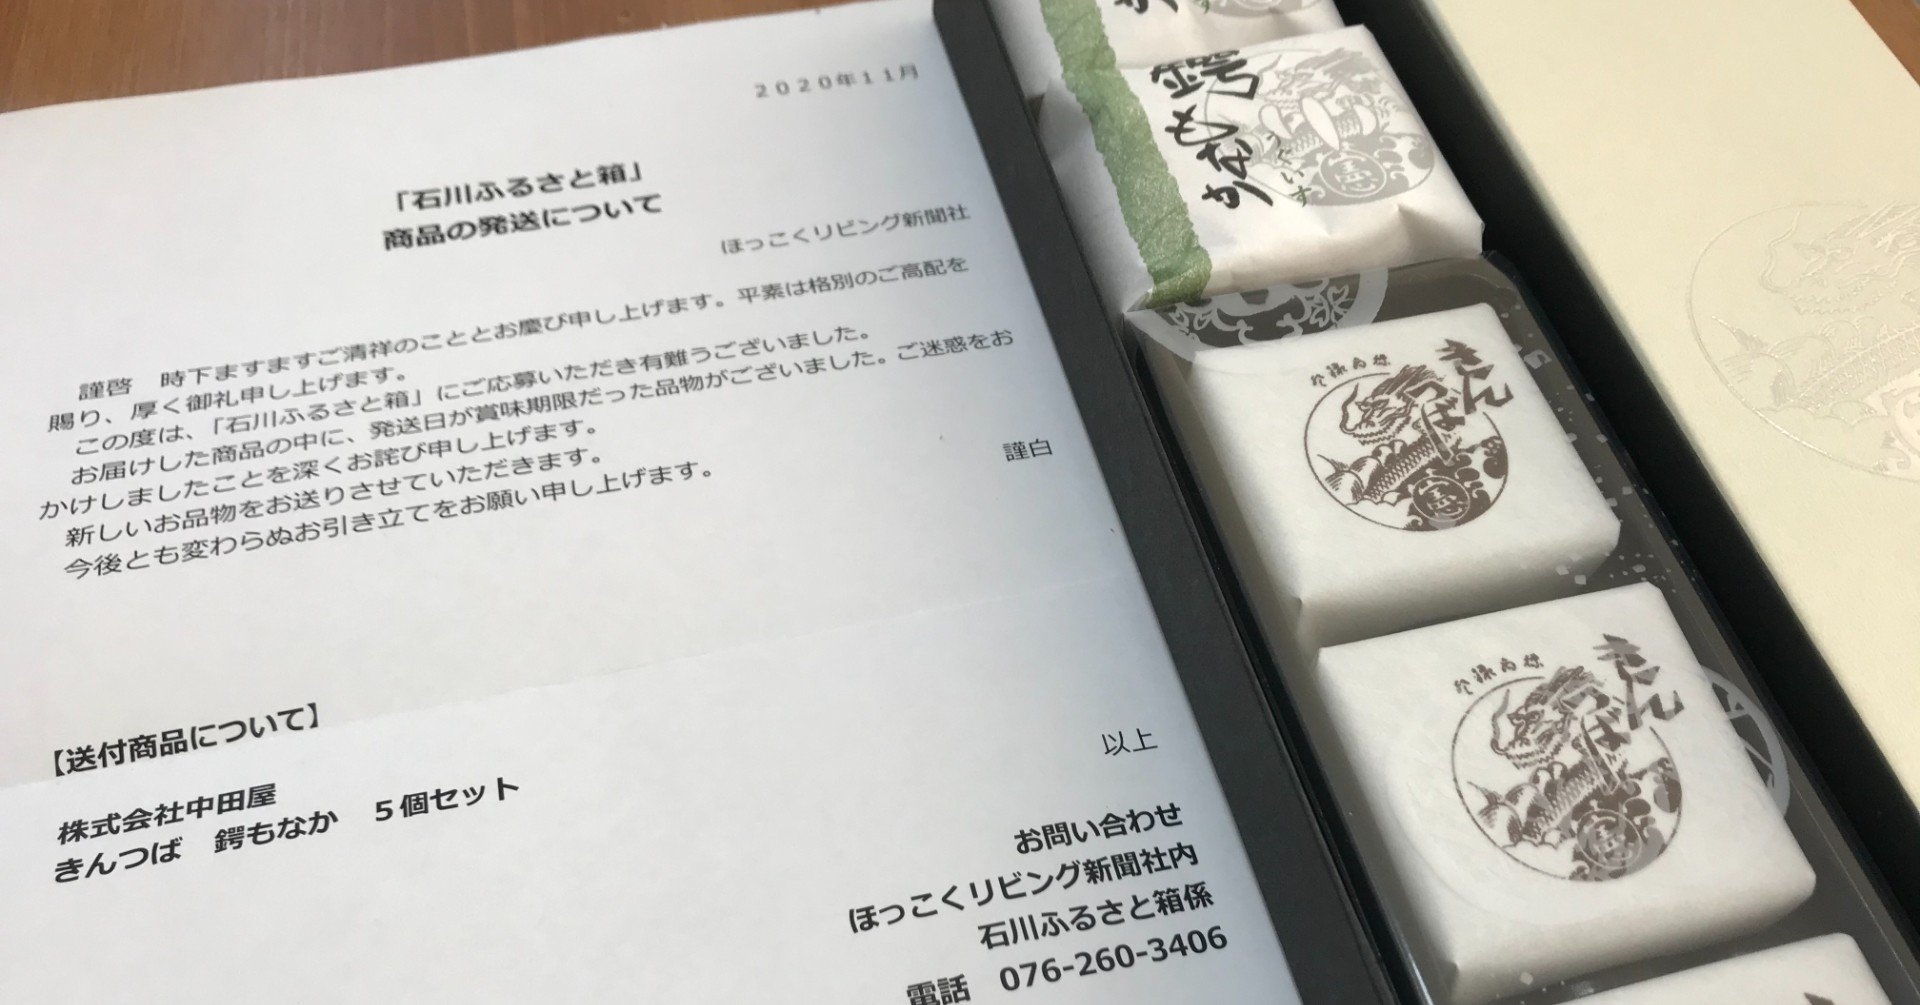 ２０２０年１１月
「石川ふるさと箱」
商品の発送について
ほっこくリビング新聞社
謹啓　時下ますますご清祥のこととお慶び申し上げます。平素は格別のご高配を
賜り、厚く御礼申し上げます。
この度は、「石川ふるさと箱」にご応募いただき有難うございました。
お届けした商品の中に、発送日が賞味期限だった品物がございました。ご迷惑をお
かけしましたことを深くお詫び申し上げます。
新しいお品物をお送りさせていただきます。
今後とも変わらぬお引き立てをお願い申し上げます。
謹白
【送付商品について】
株式会社中田屋
きんつば　鍔もなか　５個セット
以上
お問い合わせ
ほっこくリビング新聞社内
石川ふるさと箱係
電話　076-260-3406
鍔もなか
うぐいす
きんつば
きんつば